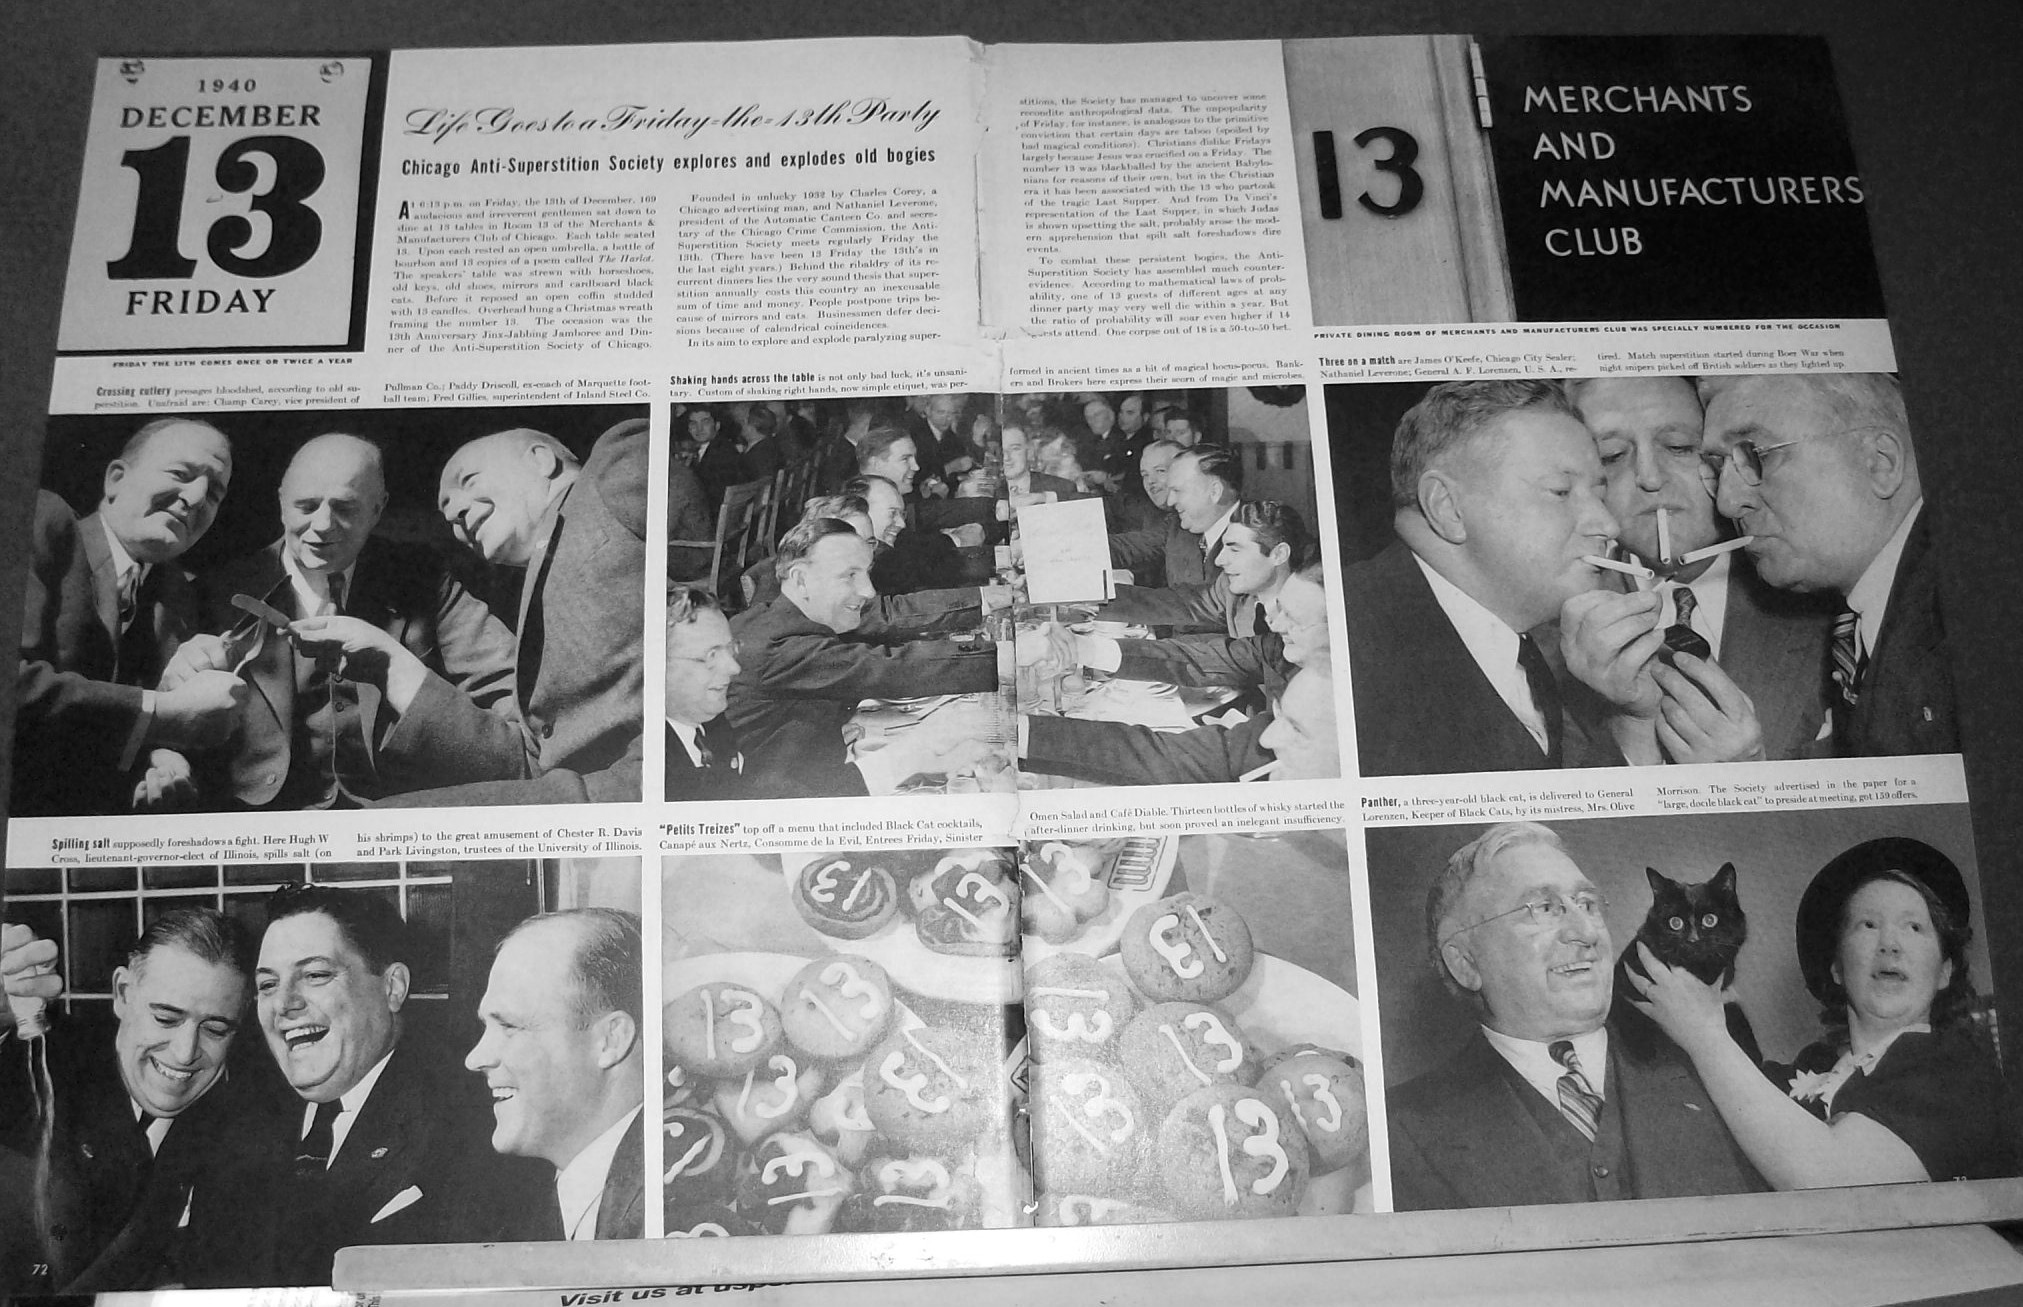 1940
DECEMBER
13
FRIDAY
FRIDAY THE 13TH COMES ONCE OR TWICE A YEAR
Life Goes to a Friday-the-13th Party
Chicago Anti-Superstition Society explores and explodes old bogies
At 6:13 p.m. on Friday, the 13th of December, 169
audacious and irreverent gentlemen sat down to
dine at 13 tables in Room 13 of the Merchants &
Manufacturers Club of Chicago. Each table seated
13. Upon each rested an open umbrella, a bottle of
bourbon and 13 copies of a poem called The Harlot.
The speakers' table was strewn with horseshoes,
old keys, old shoes, mirrors and cardboard black
cats. Before it reposed an open coffin studded
with 13 candles. Overhead hung a Christmas wreath
framing the number 13. The occasion was the
13th Anniversary Jinx-Jabbing Jamboree and Din-
ner of the Anti-Superstition Society of Chicago.
Founded in unlucky 1932 by Charles Corey, a
Chicago advertising man, and Nathaniel Leverone,
president of the Automatic Canteen Co. and secre-
tary of the Chicago Crime Commission, the Anti-
Superstition Society meets regularly Friday the
13th. (There have been 13 Friday the 13th's in
the last eight years.) Behind the ribaldry of its re-
current dinners lies the very sound thesis that super-
stition annually costs this country an inexcusable
sum of time and money. People postpone trips be-
cause of mirrors and cats. Businessmen defer deci-
sions because of calendrical coincidences.
In its aim to explore and explode paralyzing super-
stitions, the Society has managed to uncover some
recondite anthropological data. The unpopularity
of Friday, for instance, is analogous to the primitive
conviction that certain days are taboo (spoiled by
bad magical conditions). Christians dislike Fridays
largely because Jesus was crucified on a Friday. The
number 13 was blackballed by the ancient Babylo-
nians for reasons of their own, but in the Christian
era it has been associated with the 13 who partook
of the tragic Last Supper. And from Da Vinci's
representation of the Last Supper, in which Judas
is shown upsetting the salt, probably arose the mod-
ern apprehension that spilt salt foreshadows dire
events.
To combat these persistent bogies, the Anti-
Superstition Society has assembled much counter-
evidence. According to mathematical laws of prob-
ability, one of 13 guests of different ages at any
dinner party may very well die within a year. But
the ratio of probability will soar even higher if 14
guests attend. One corpse out of 18 is a 50-to-50 bet.
13
MERCHANTS
AND
MANUFACTURERS
CLUB
PRIVATE DINING ROOM OF MERCHANTS AND MANUFACTURERS CLUB WAS SPECIALLY NUMBERED FOR THE OCCASION
Crossing cutlery presages bloodshed, according to old su-
perstition. Unafraid are: Champ Carey, vice president of
Pullman Co.; Paddy Driscoll, ex-coach of Marquette foot-
ball team; Fred Gillies, superintendent of Inland Steel Co.
Shaking hands across the table is not only bad luck, it's unsani-
tary. Custom of shaking right hands, now simple etiquet, was per-
formed in ancient times as a bit of magical hocus-pocus. Bank-
ers and Brokers here express their scorn of magic and microbes.
Three on a match are James O'Keefe, Chicago City Sealer;
Nathaniel Leverone; General A. F. Lorenzen, U. S. A., re-
tired. Match superstition started during Boer War when
night snipers picked off British soldiers as they lighted up.
Spilling salt supposedly foreshadows a fight. Here Hugh W
Cross, lieutenant-governor-elect of Illinois, spills salt (on
his shrimps) to the great amusement of Chester R. Davis
and Park Livingston, trustees of the University of Illinois.
"Petits Treizes" top off a menu that included Black Cat cocktails,
Canapé aux Nertz, Consomme de la Evil, Entrees Friday, Sinister
Omen Salad and Café Diable. Thirteen bottles of whisky started the
after-dinner drinking, but soon proved an inelegant insufficiency.
Panther, a three-year-old black cat, is delivered to General
Lorenzen, Keeper of Black Cats, by its mistress, Mrs. Olive
Morrison. The Society advertised in the paper for a
"large, docile black cat" to preside at meeting, got 159 offers.
13 13 13
13
13 13 13 13
13 13 13 13
13 13
13 13
72
73
Visit us at